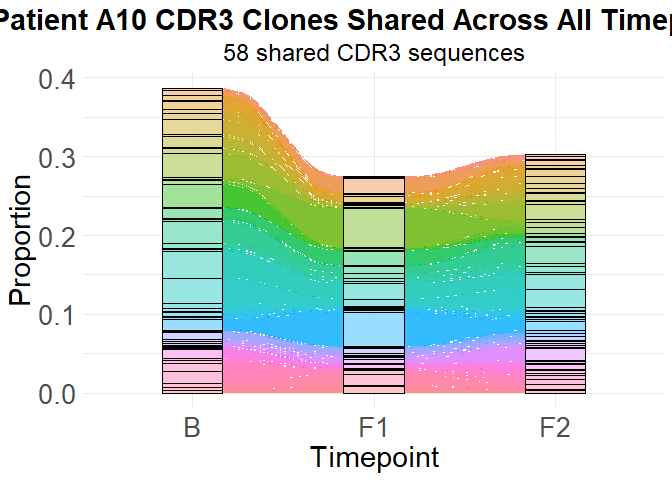 Patient A10 CDR3 Clones Shared Across All Timep
58 shared CDR3 sequences
Proportion
0.4
0.3
0.2
0.1
0.0
B F1 F2
Timepoint